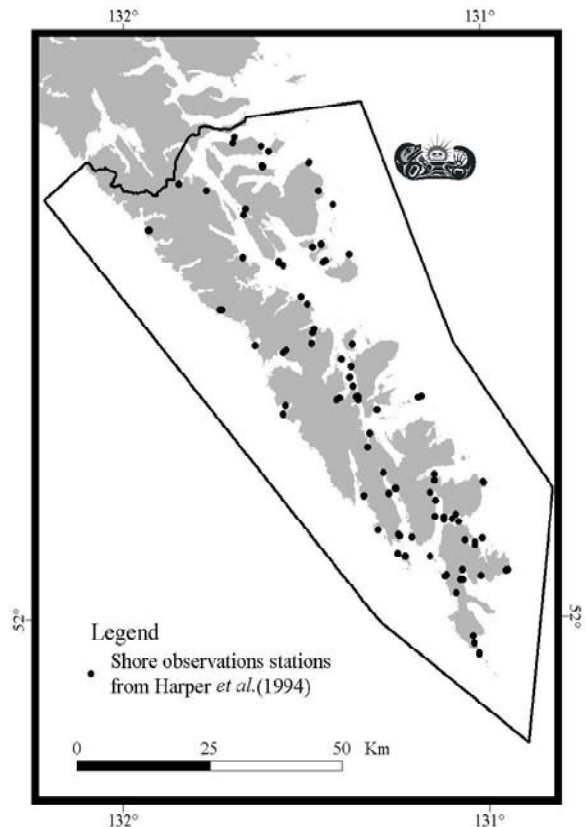 132° 131°
52° 52°
Legend
Shore observations stations
from Harper et al.(1994)
0 25 50 Km
132° 131°